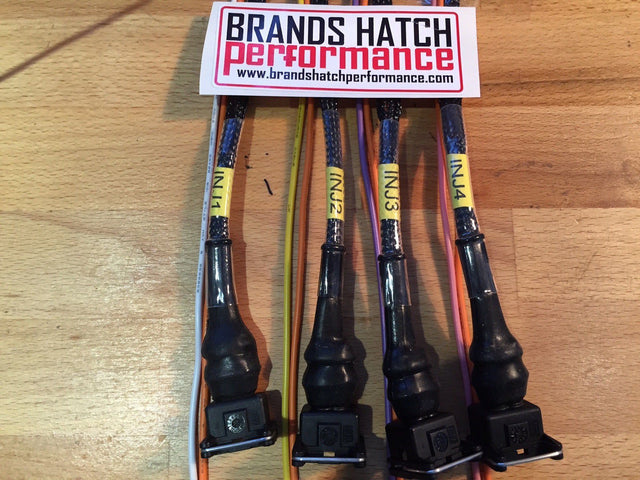 BRANDS HATCH
performance
www.brandshatchperformance.com
INJ1
INJ2
INJ3
INJ4